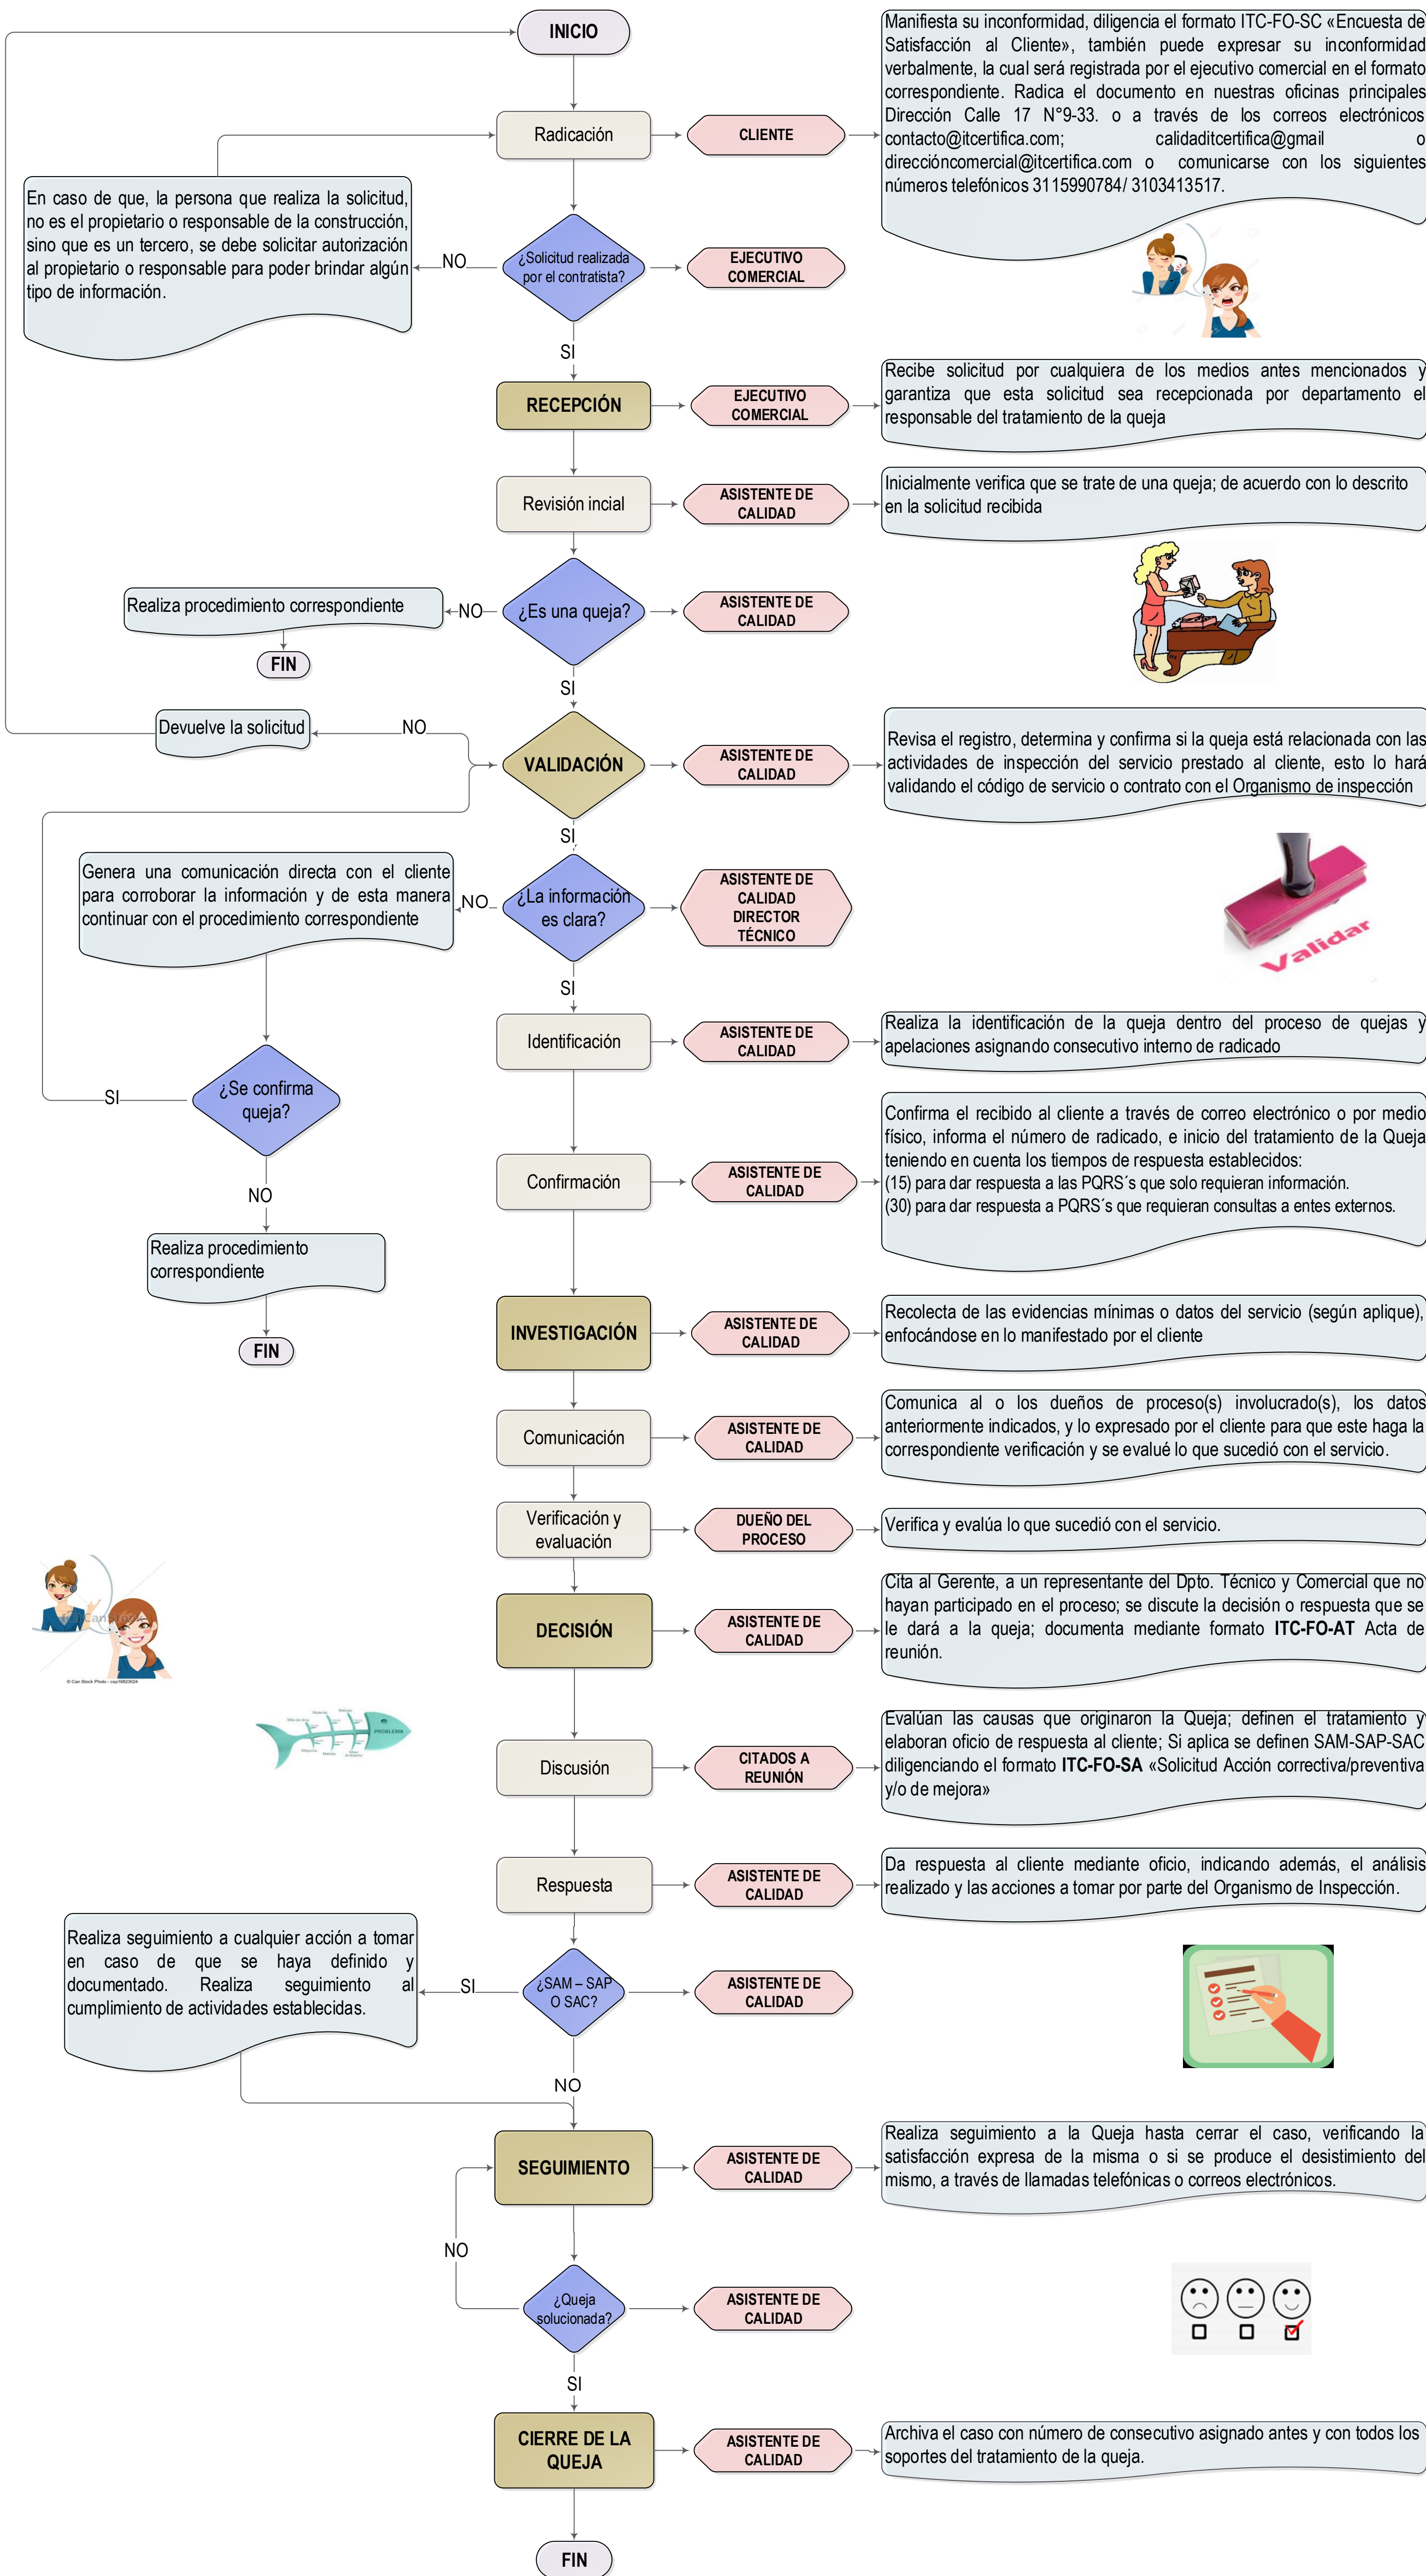 INICIO
Manifiesta su inconformidad, diligencia el formato ITC-FO-SC «Encuesta de
Satisfacción al Cliente», también puede expresar su inconformidad
verbalmente, la cual será registrada por el ejecutivo comercial en el formato
correspondiente. Radica el documento en nuestras oficinas principales
Dirección Calle 17 N°9-33. o a través de los correos electrónicos
contacto@itcertifica.com; calidaditcertifica@gmail o
direccióncomercial@itcertifica.com o comunicarse con los siguientes
números telefónicos 3115990784/ 3103413517.
Radicación
CLIENTE
En caso de que, la persona que realiza la solicitud,
no es el propietario o responsable de la construcción,
sino que es un tercero, se debe solicitar autorización
al propietario o responsable para poder brindar algún
tipo de información.
NO
¿Solicitud realizada
por el contratista?
EJECUTIVO
COMERCIAL
SI
RECEPCIÓN
EJECUTIVO
COMERCIAL
Recibe solicitud por cualquiera de los medios antes mencionados y
garantiza que esta solicitud sea recepcionada por departamento el
responsable del tratamiento de la queja
Revisión incial
ASISTENTE DE
CALIDAD
Inicialmente verifica que se trate de una queja; de acuerdo con lo descrito
en la solicitud recibida
Realiza procedimiento correspondiente
NO
¿Es una queja?
ASISTENTE DE
CALIDAD
FIN
SI
Devuelve la solicitud
NO
VALIDACIÓN
ASISTENTE DE
CALIDAD
Revisa el registro, determina y confirma si la queja está relacionada con las
actividades de inspección del servicio prestado al cliente, esto lo hará
validando el código de servicio o contrato con el Organismo de inspección
SI
Genera una comunicación directa con el cliente
para corroborar la información y de esta manera
continuar con el procedimiento correspondiente
NO
¿La información
es clara?
ASISTENTE DE
CALIDAD
DIRECTOR
TÉCNICO
Validar
SI
Identificación
ASISTENTE DE
CALIDAD
Realiza la identificación de la queja dentro del proceso de quejas y
apelaciones asignando consecutivo interno de radicado
SI
¿Se confirma
queja?
Confirmación
ASISTENTE DE
CALIDAD
Confirma el recibido al cliente a través de correo electrónico o por medio
físico, informa el número de radicado, e inicio del tratamiento de la Queja
teniendo en cuenta los tiempos de respuesta establecidos:
(15) para dar respuesta a las PQRS´s que solo requieran información.
(30) para dar respuesta a PQRS´s que requieran consultas a entes externos.
NO
Realiza procedimiento
correspondiente
FIN
INVESTIGACIÓN
ASISTENTE DE
CALIDAD
Recolecta de las evidencias mínimas o datos del servicio (según aplique),
enfocándose en lo manifestado por el cliente
Comunicación
ASISTENTE DE
CALIDAD
Comunica al o los dueños de proceso(s) involucrado(s), los datos
anteriormente indicados, y lo expresado por el cliente para que este haga la
correspondiente verificación y se evalué lo que sucedió con el servicio.
Verificación y
evaluación
DUEÑO DEL
PROCESO
Verifica y evalúa lo que sucedió con el servicio.
DECISIÓN
ASISTENTE DE
CALIDAD
Cita al Gerente, a un representante del Dpto. Técnico y Comercial que no
hayan participado en el proceso; se discute la decisión o respuesta que se
le dará a la queja; documenta mediante formato ITC-FO-AT Acta de
reunión.
PROBLEMA
Discusión
CITADOS A
REUNIÓN
Evalúan las causas que originaron la Queja; definen el tratamiento y
elaboran oficio de respuesta al cliente; Si aplica se definen SAM-SAP-SAC
diligenciando el formato ITC-FO-SA «Solicitud Acción correctiva/preventiva
y/o de mejora»
Respuesta
ASISTENTE DE
CALIDAD
Da respuesta al cliente mediante oficio, indicando además, el análisis
realizado y las acciones a tomar por parte del Organismo de Inspección.
Realiza seguimiento a cualquier acción a tomar
en caso de que se haya definido y
documentado. Realiza seguimiento al
cumplimiento de actividades establecidas.
SI
¿SAM – SAP
O SAC?
ASISTENTE DE
CALIDAD
NO
SEGUIMIENTO
ASISTENTE DE
CALIDAD
Realiza seguimiento a la Queja hasta cerrar el caso, verificando la
satisfacción expresa de la misma o si se produce el desistimiento del
mismo, a través de llamadas telefónicas o correos electrónicos.
NO
¿Queja
solucionada?
ASISTENTE DE
CALIDAD
SI
CIERRE DE LA
QUEJA
ASISTENTE DE
CALIDAD
Archiva el caso con número de consecutivo asignado antes y con todos los
soportes del tratamiento de la queja.
FIN